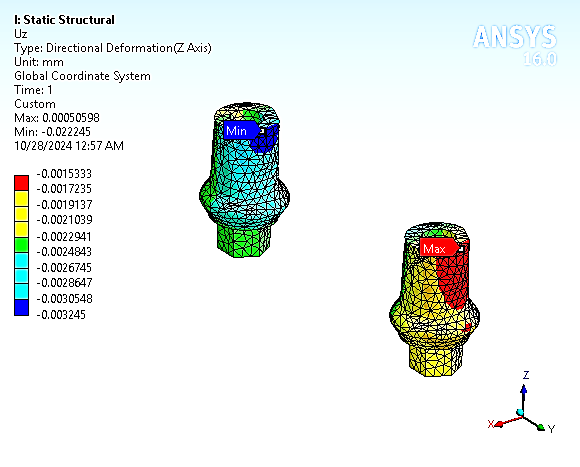 I: Static Structural
Uz
Type: Directional Deformation(Z Axis)
Unit: mm
Global Coordinate System
Time: 1
Custom
Max: 0.00050598
Min: -0.022245
10/28/2024 12:57 AM
ANSYS
16.0
-0.0015333
-0.0017235
-0.0019137
-0.0021039
-0.0022941
-0.0024843
-0.0026745
-0.0028647
-0.0030548
-0.003245
Min
Max
Z
X
Y